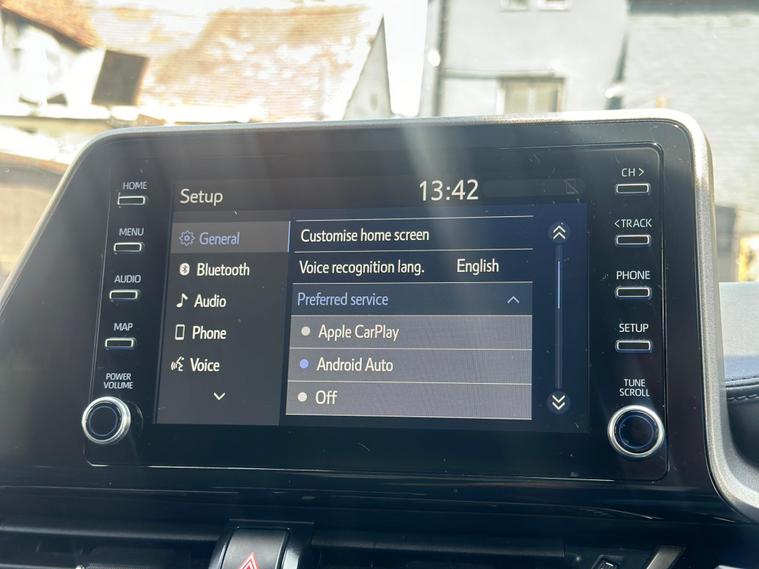 HOME
MENU
AUDIO
MAP
POWER
VOLUME
Setup
13:42
General
Bluetooth
Audio
Phone
Voice
Customise home screen
Voice recognition lang. English
Preferred service
Apple CarPlay
Android Auto
Off
CH >
< TRACK
PHONE
SETUP
TUNE
SCROLL